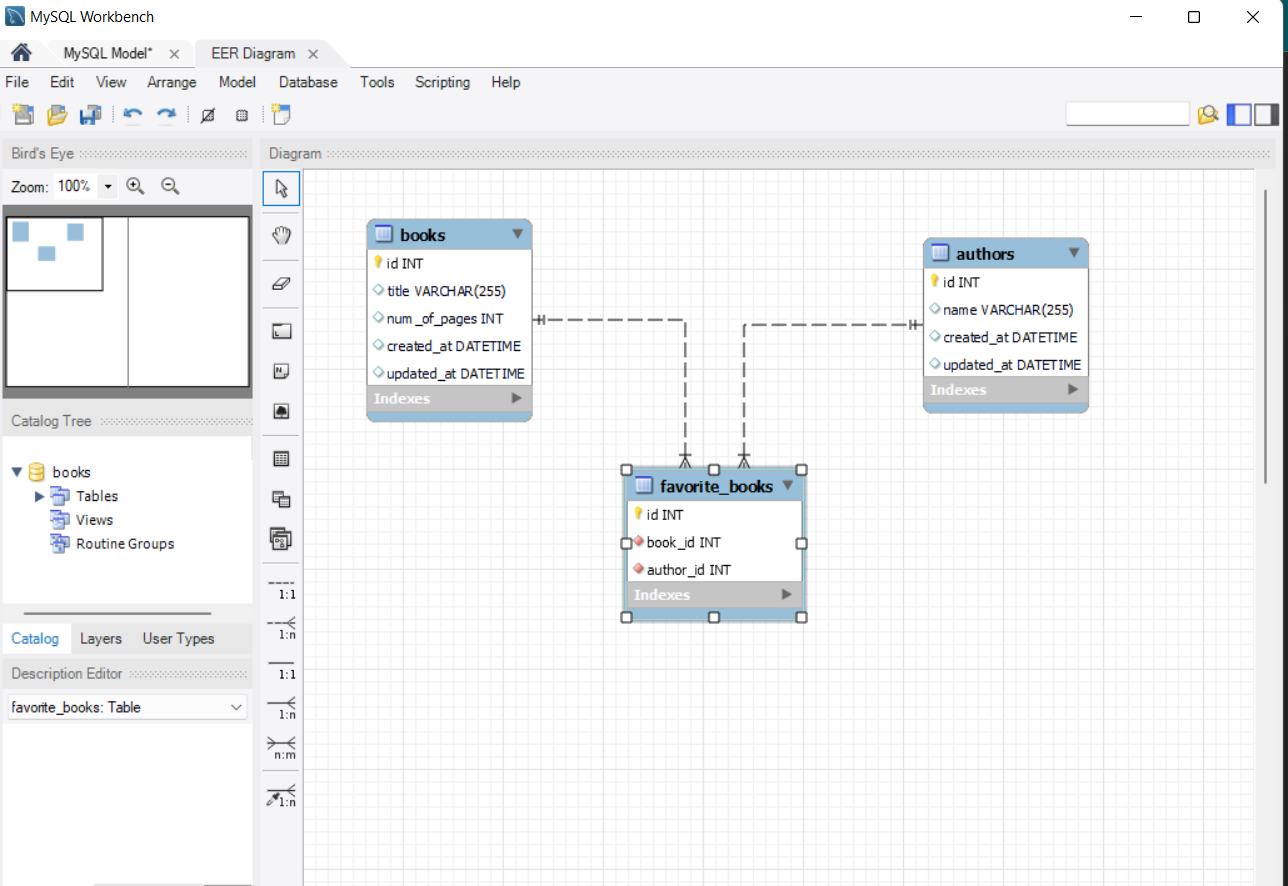 MySQL Workbench
MySQL Model* EER Diagram
File Edit View Arrange Model Database Tools Scripting Help
Bird's Eye
Zoom: 100%
Catalog Tree
books
Tables
Views
Routine Groups
Catalog Layers User Types
Description Editor
favorite_books: Table
Diagram
1:1
1:n
1:1
1:n
n:m
1:n
books
id INT
title VARCHAR(255)
num _of_pages INT
created_at DATETIME
updated_at DATETIME
Indexes
authors
id INT
name VARCHAR(255)
created_at DATETIME
updated_at DATETIME
Indexes
favorite_books
id INT
book_id INT
author_id INT
Indexes